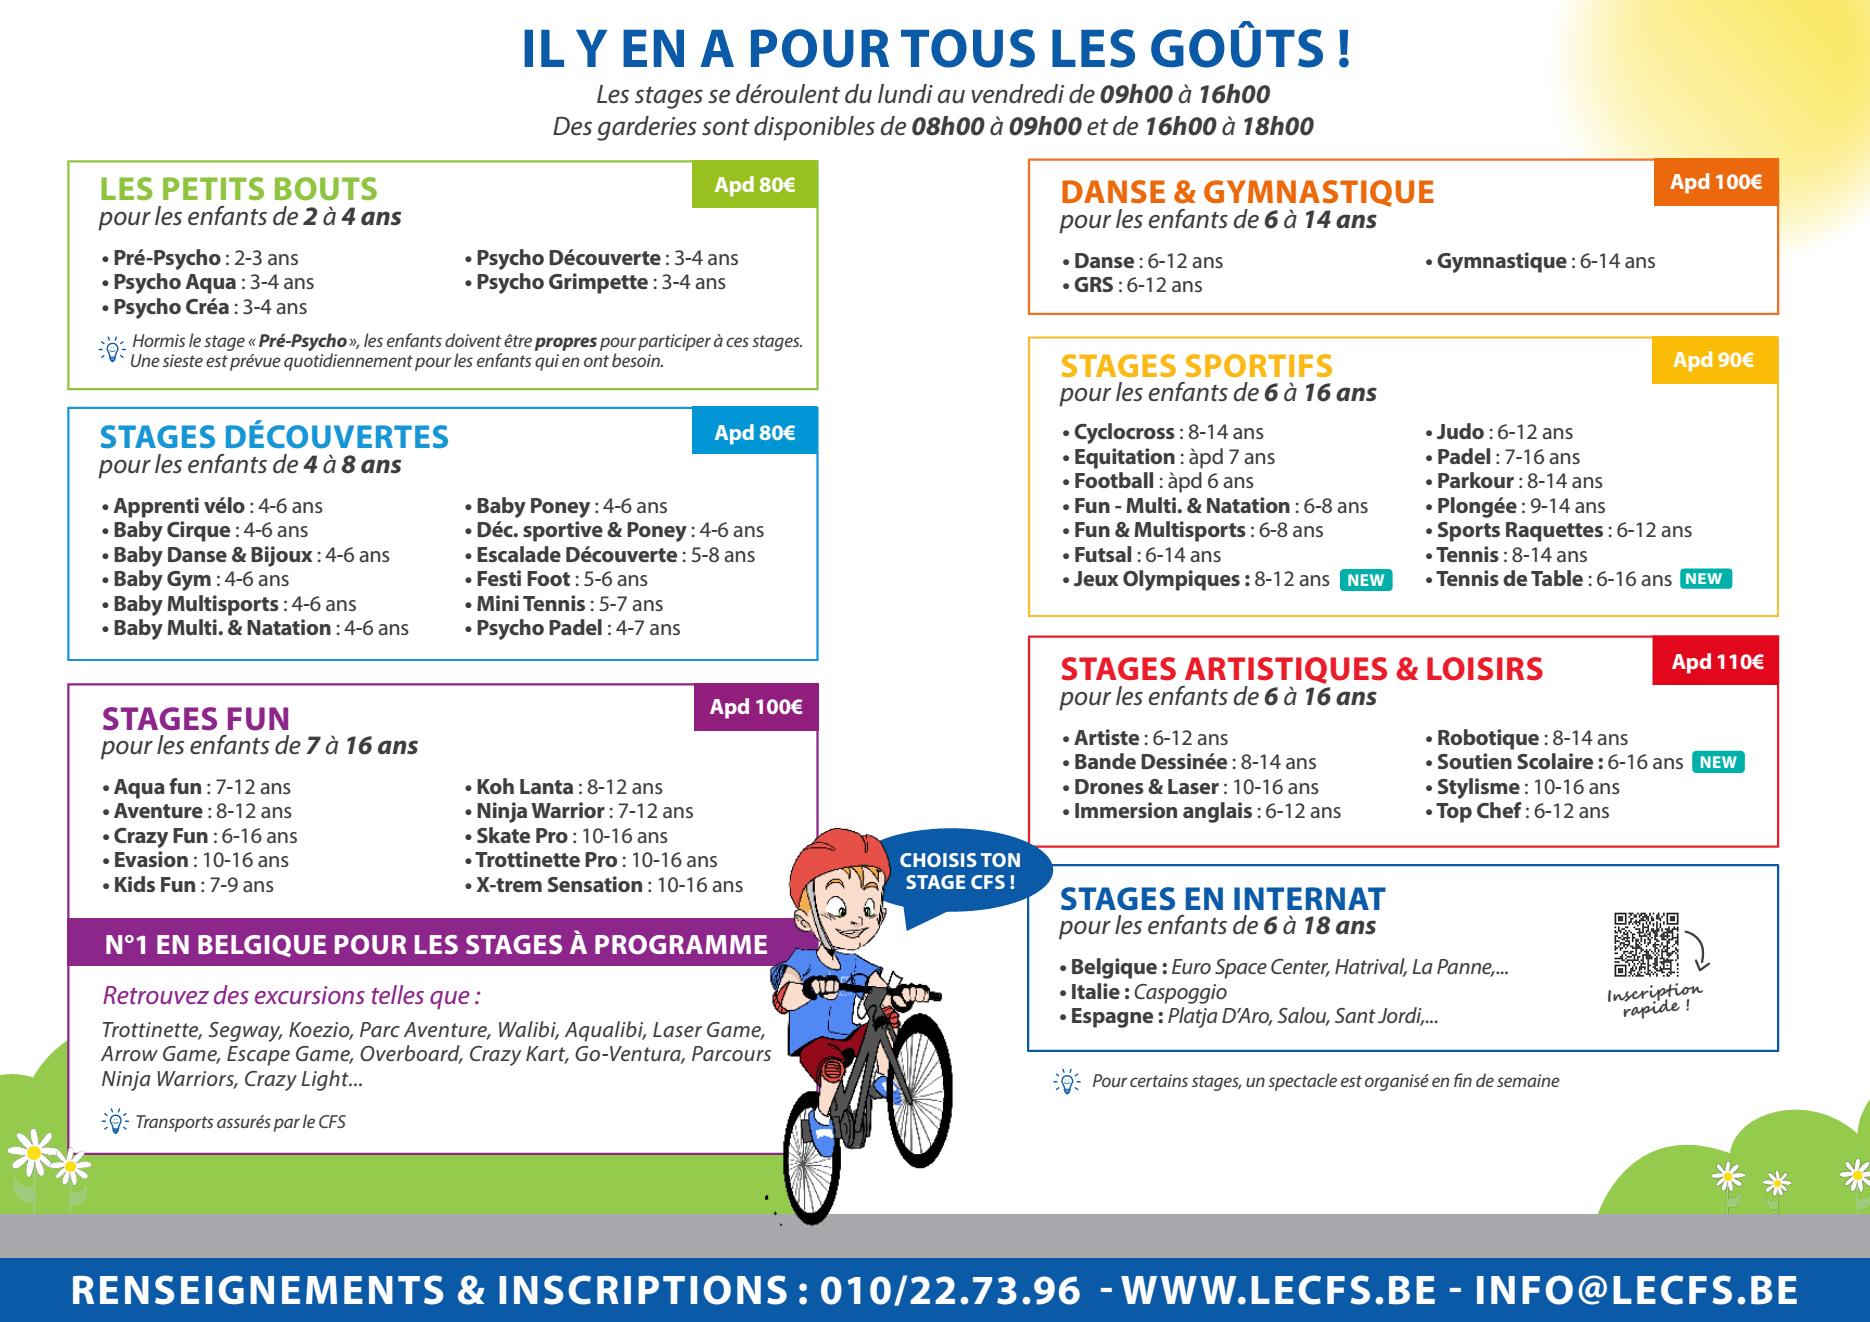 IL Y EN A POUR TOUS LES GOÛTS !
Les stages se déroulent du lundi au vendredi de 09h00 à 16h00
Des garderies sont disponibles de 08h00 à 09h00 et de 16h00 à 18h00
LES PETITS BOUTS
Apd 80€
pour les enfants de 2 à 4 ans
• Pré-Psycho : 2-3 ans
• Psycho Aqua : 3-4 ans
• Psycho Créa : 3-4 ans
• Psycho Découverte : 3-4 ans
• Psycho Grimpette : 3-4 ans
Hormis le stage « Pré-Psycho », les enfants doivent être propres pour participer à ces stages.
Une sieste est prévue quotidiennement pour les enfants qui en ont besoin.
STAGES DÉCOUVERTES
Apd 80€
pour les enfants de 4 à 8 ans
• Apprenti vélo : 4-6 ans
• Baby Cirque : 4-6 ans
• Baby Danse & Bijoux : 4-6 ans
• Baby Gym : 4-6 ans
• Baby Multisports : 4-6 ans
• Baby Multi. & Natation : 4-6 ans
• Baby Poney : 4-6 ans
• Déc. sportive & Poney : 4-6 ans
• Escalade Découverte : 5-8 ans
• Festi Foot : 5-6 ans
• Mini Tennis : 5-7 ans
• Psycho Padel : 4-7 ans
STAGES FUN
Apd 100€
pour les enfants de 7 à 16 ans
• Aqua fun : 7-12 ans
• Aventure : 8-12 ans
• Crazy Fun : 6-16 ans
• Evasion : 10-16 ans
• Kids Fun : 7-9 ans
• Koh Lanta : 8-12 ans
• Ninja Warrior : 7-12 ans
• Skate Pro : 10-16 ans
• Trottinette Pro : 10-16 ans
• X-trem Sensation : 10-16 ans
N°1 EN BELGIQUE POUR LES STAGES À PROGRAMME
Retrouvez des excursions telles que :
Trottinette, Segway, Koezio, Parc Aventure, Walibi, Aqualibi, Laser Game,
Arrow Game, Escape Game, Overboard, Crazy Kart, Go-Ventura, Parcours
Ninja Warriors, Crazy Light...
Transports assurés par le CFS
CHOISIS TON
STAGE CFS !
DANSE & GYMNASTIQUE
Apd 100€
pour les enfants de 6 à 14 ans
• Danse : 6-12 ans
• GRS : 6-12 ans
• Gymnastique : 6-14 ans
STAGES SPORTIFS
Apd 90€
pour les enfants de 6 à 16 ans
• Cyclocross : 8-14 ans
• Equitation : àpd 7 ans
• Football : àpd 6 ans
• Fun - Multi. & Natation : 6-8 ans
• Fun & Multisports : 6-8 ans
• Futsal : 6-14 ans
• Jeux Olympiques : 8-12 ans NEW
• Judo : 6-12 ans
• Padel : 7-16 ans
• Parkour : 8-14 ans
• Plongée : 9-14 ans
• Sports Raquettes : 6-12 ans
• Tennis : 8-14 ans
• Tennis de Table : 6-16 ans NEW
STAGES ARTISTIQUES & LOISIRS
Apd 110€
pour les enfants de 6 à 16 ans
• Artiste : 6-12 ans
• Bande Dessinée : 8-14 ans
• Drones & Laser : 10-16 ans
• Immersion anglais : 6-12 ans
• Robotique : 8-14 ans
• Soutien Scolaire : 6-16 ans NEW
• Stylisme : 10-16 ans
• Top Chef : 6-12 ans
STAGES EN INTERNAT
pour les enfants de 6 à 18 ans
• Belgique : Euro Space Center, Hatrival, La Panne,...
• Italie : Caspoggio
• Espagne : Platja D'Aro, Salou, Sant Jordi,...
Inscription
rapide !
Pour certains stages, un spectacle est organisé en fin de semaine
RENSEIGNEMENTS & INSCRIPTIONS : 010/22.73.96 - WWW.LECFS.BE - INFO@LECFS.BE